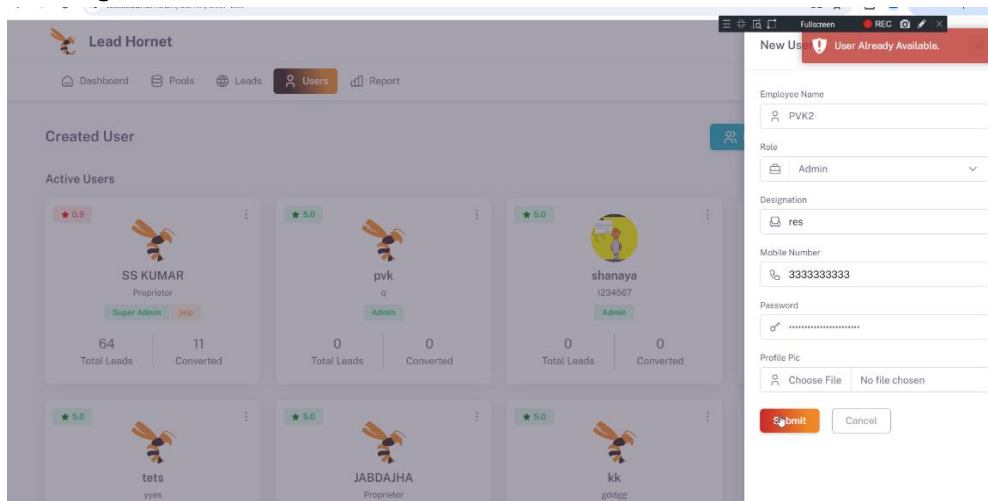 Fullscreen REC
Lead Hornet
New Us
User Already Available.
Dashboard Pools Leads Users Report
Created User
Active Users
0.9
SS KUMAR
Proprietor
Super Admin
64 11
Total Leads Converted
5.0
pvk
q
Admin
0 0
Total Leads Converted
5.0
shanaya
1234567
Admin
0 0
Total Leads Converted
5.0
tets
yyes
5.0
JABDAJHA
Proprietor
5.0
kk
gddgg
Employee Name
PVK2
Role
Admin
Designation
res
Mobile Number
3333333333
Password
Profile Pic
Choose File No file chosen
Submit Cancel